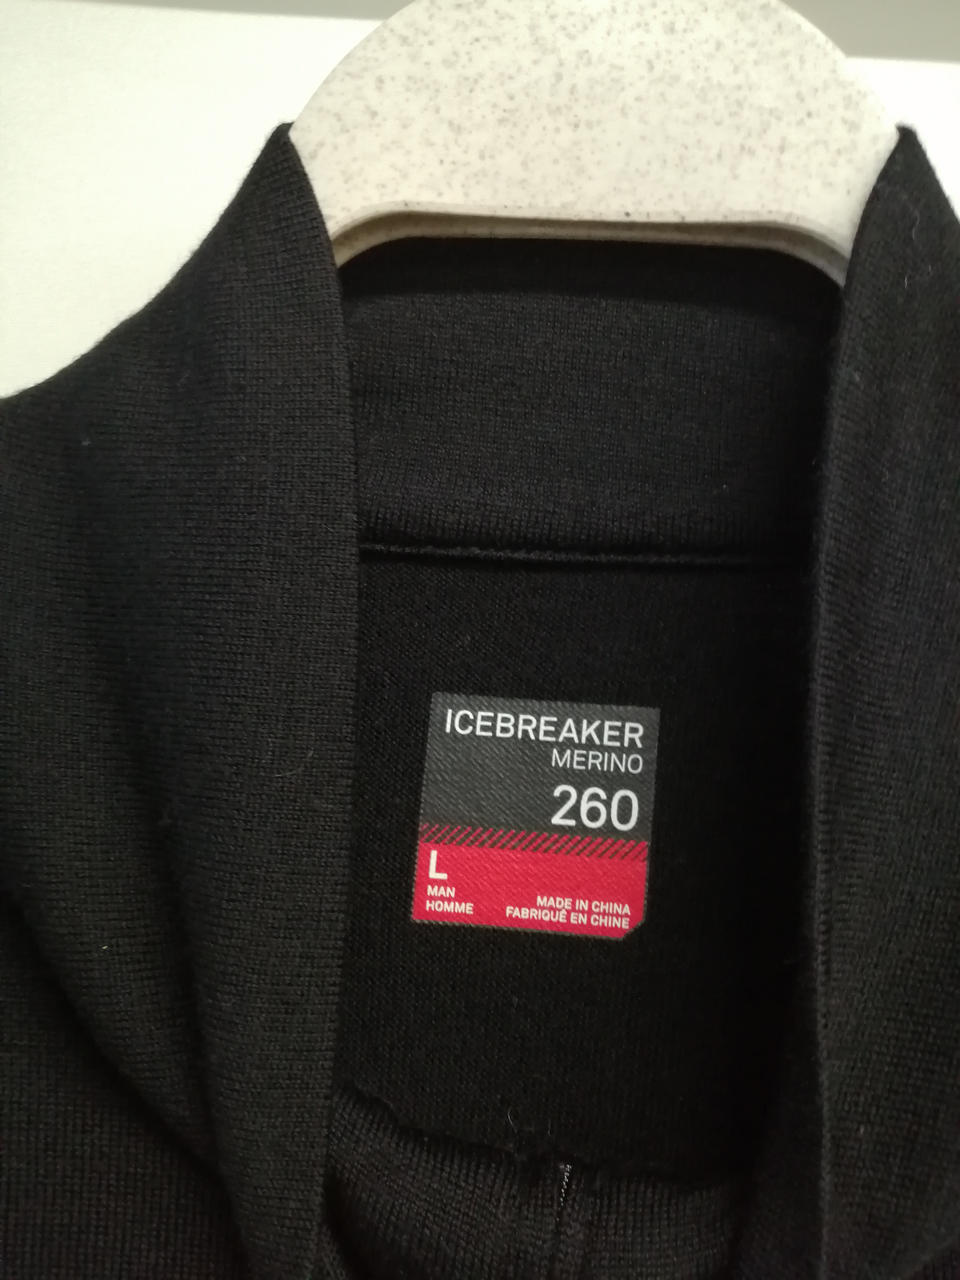 ICEBREAKER
MERINO
260
L
MAN
HOMME
MADE IN CHINA
FABRIQUÉ EN CHINE